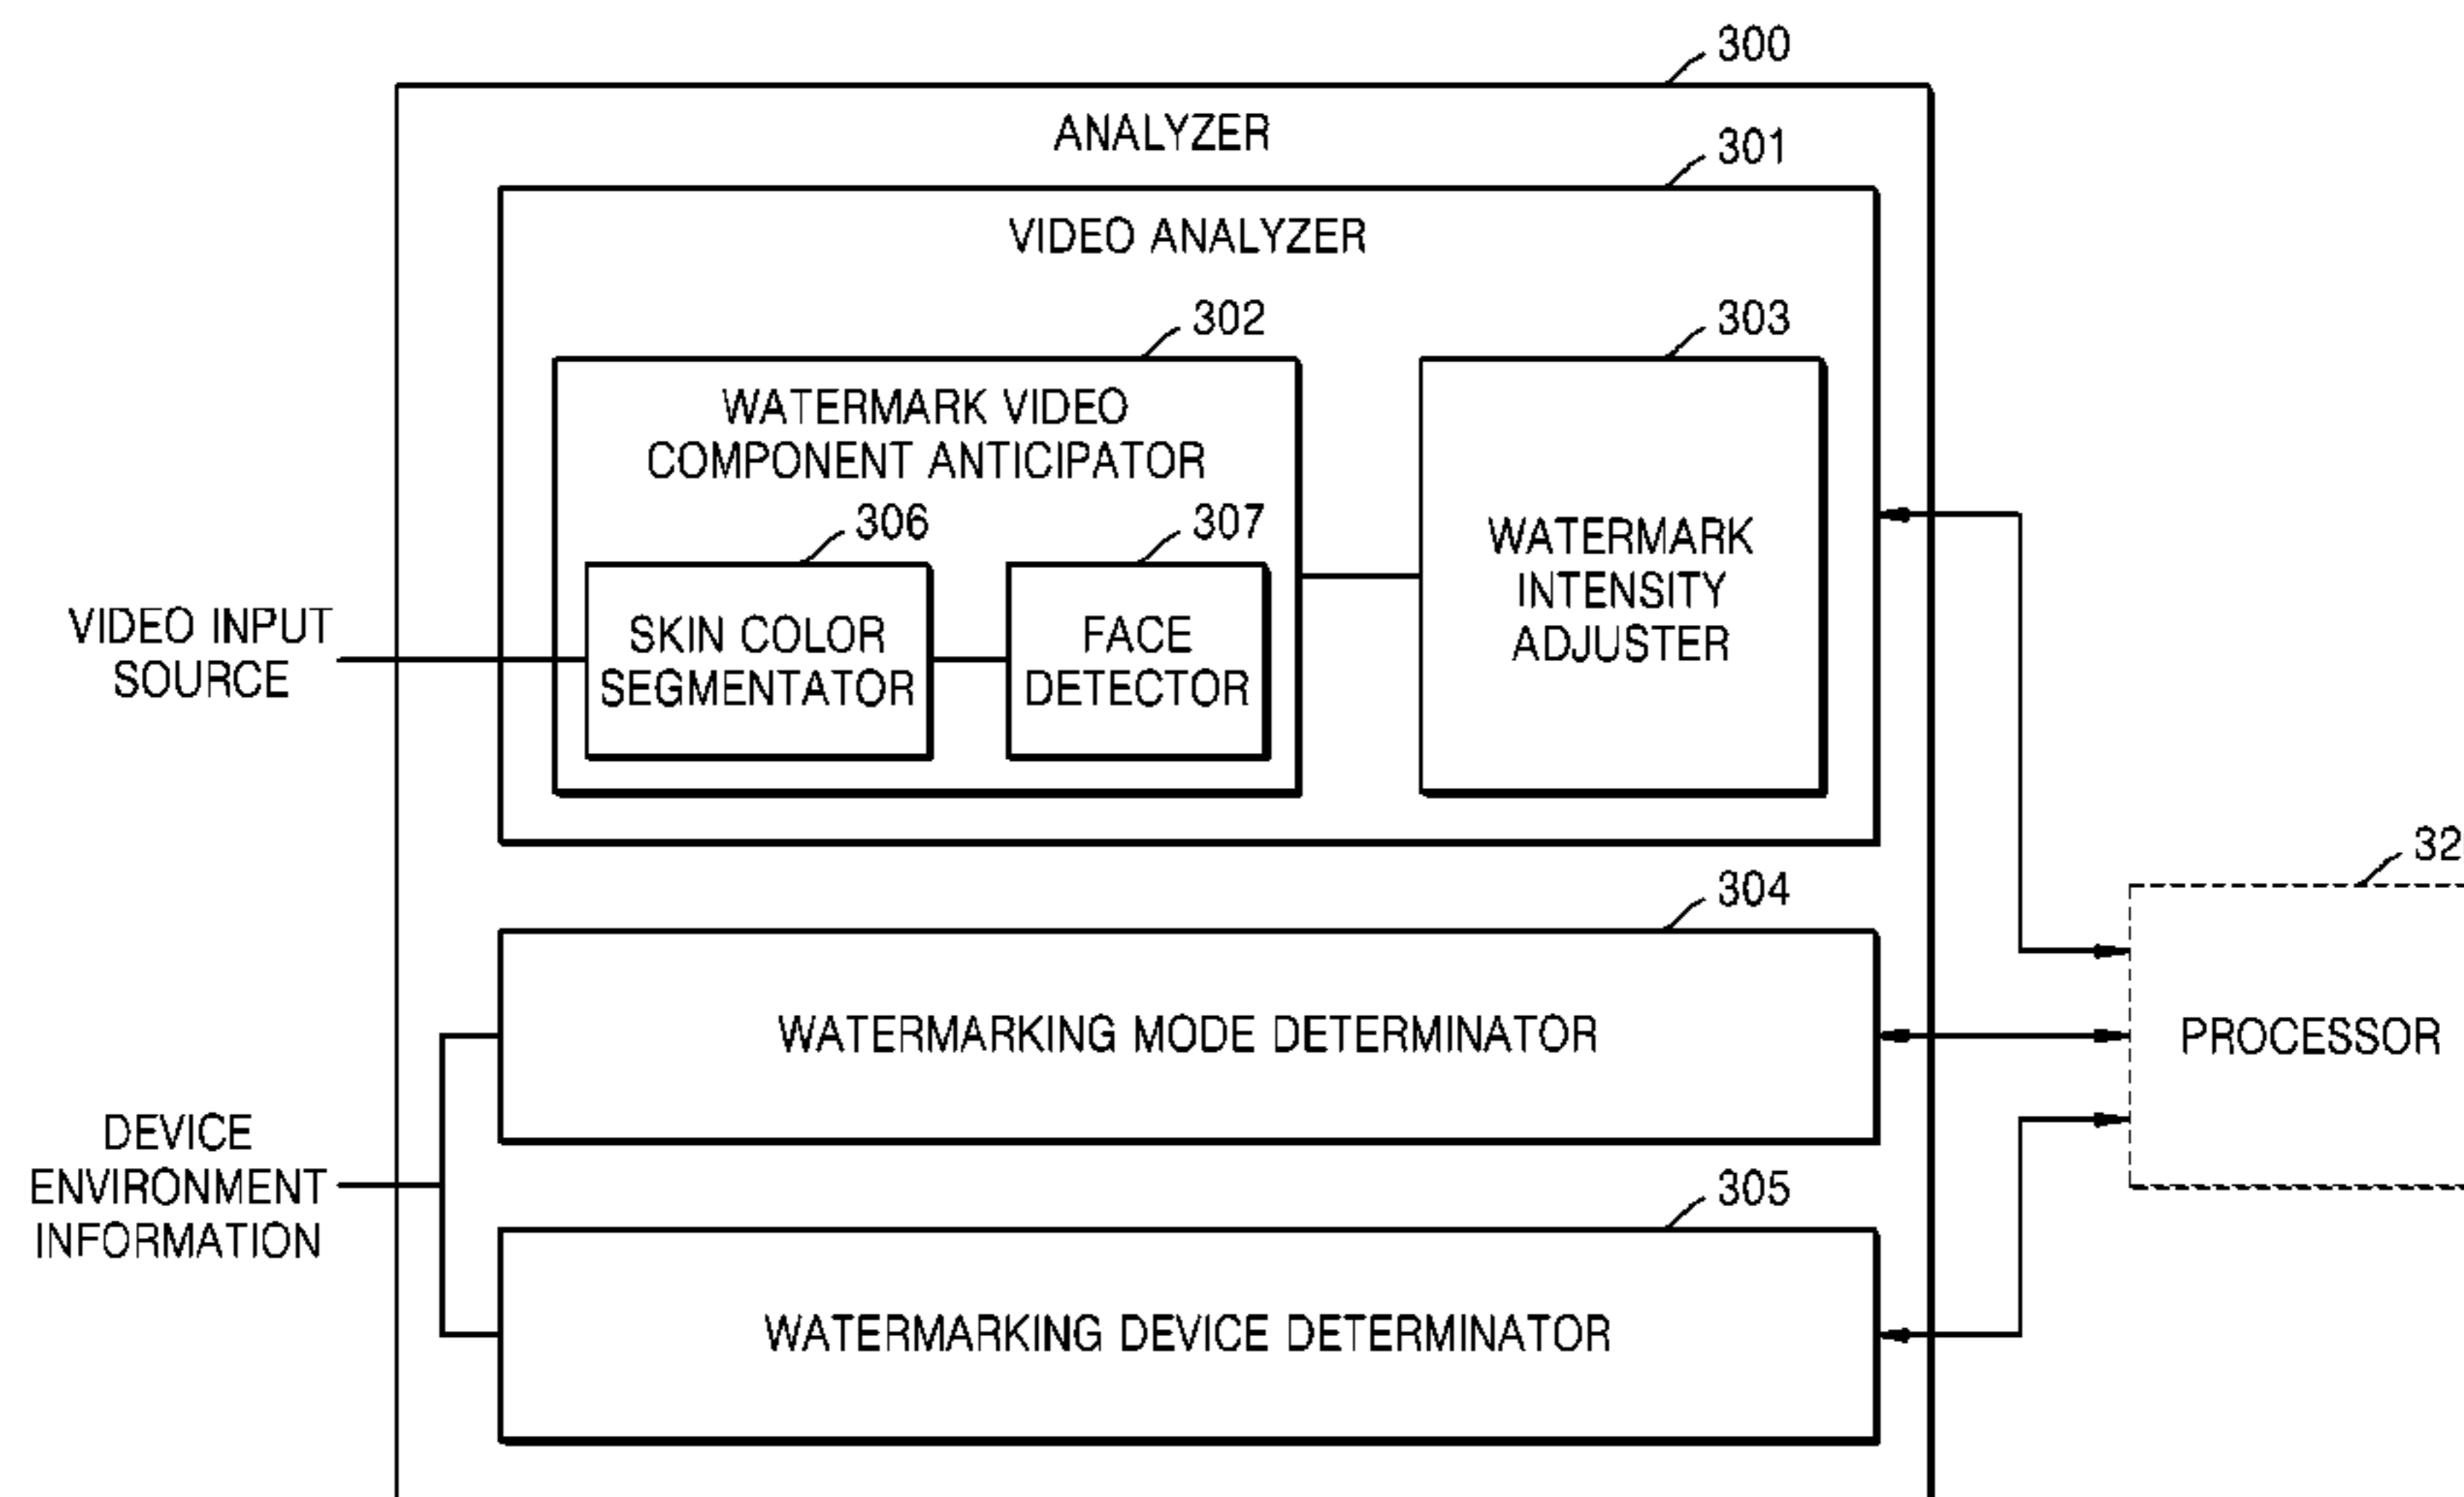 300
ANALYZER
301
VIDEO ANALYZER
302
303
WATERMARK VIDEO
COMPONENT ANTICIPATOR
306
307
WATERMARK
INTENSITY
ADJUSTER
SKIN COLOR
SEGMENTATOR
FACE
DETECTOR
VIDEO INPUT
SOURCE
32
304
WATERMARKING MODE DETERMINATOR
PROCESSOR
DEVICE
ENVIRONMENT
INFORMATION
305
WATERMARKING DEVICE DETERMINATOR